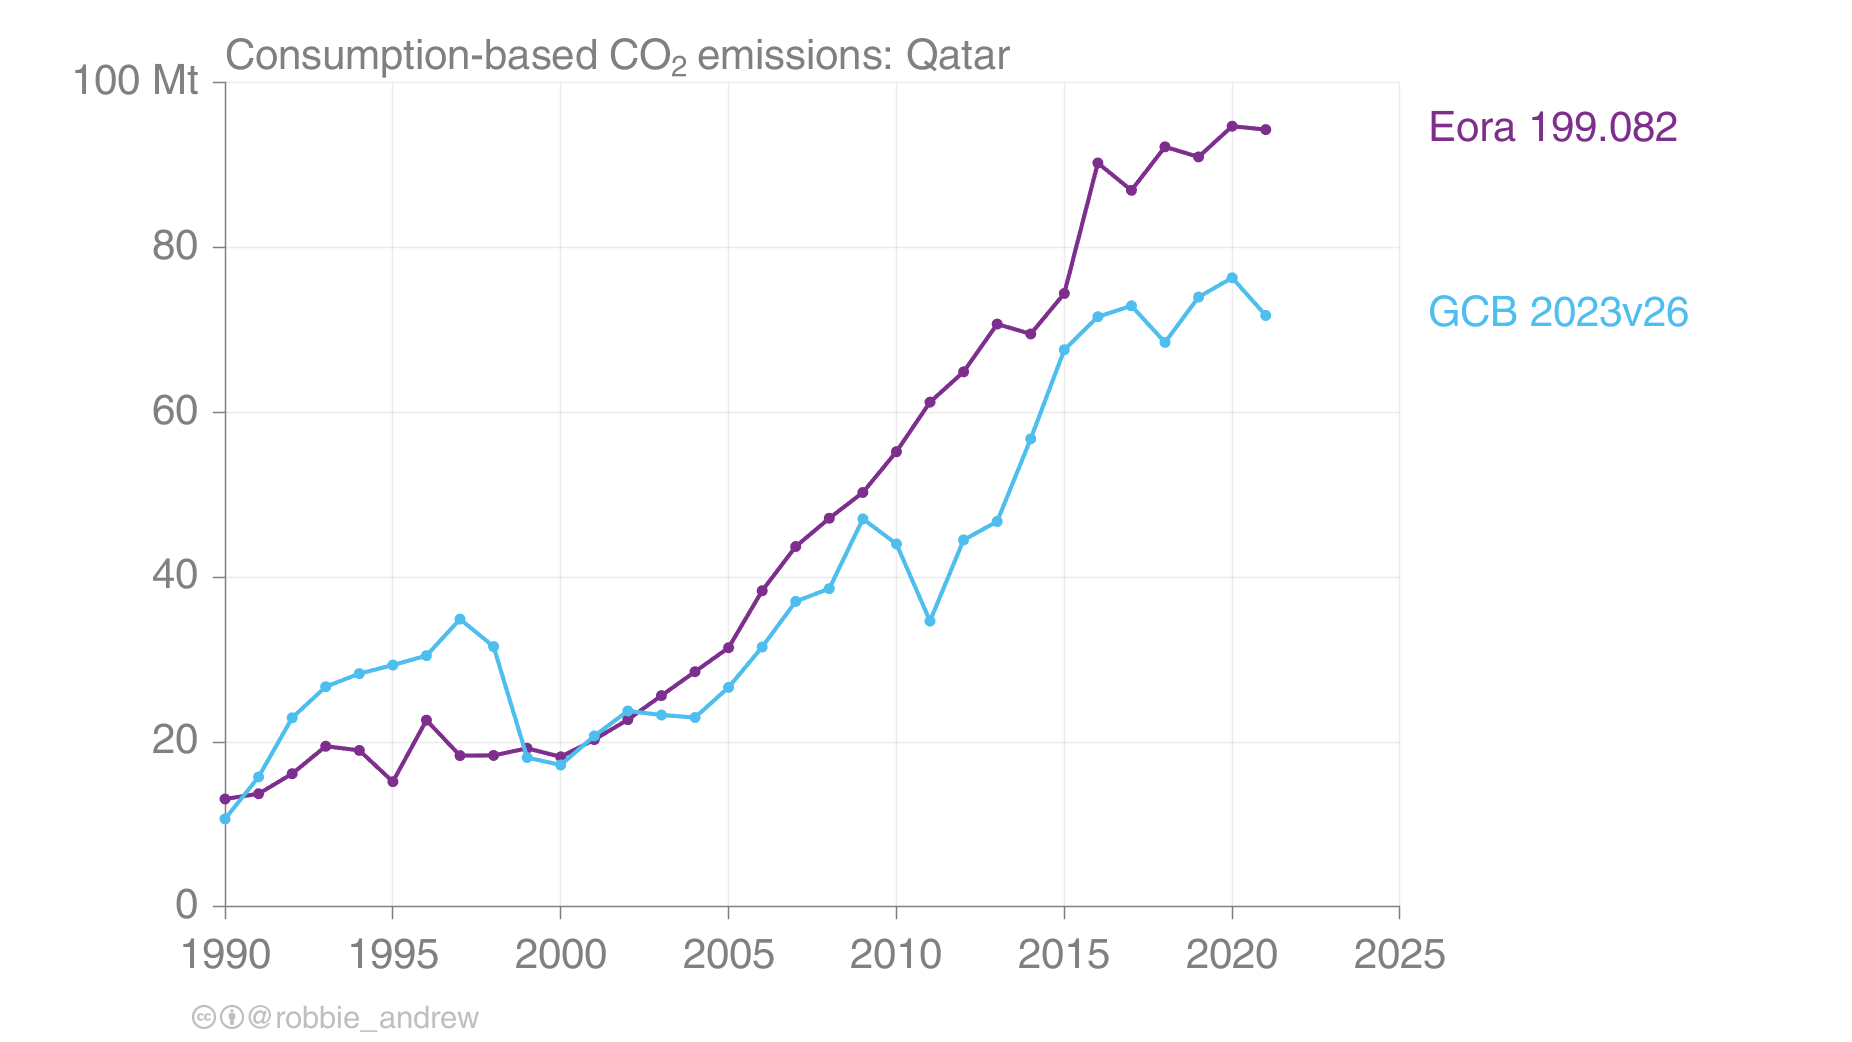 Consumption-based CO₂ emissions: Qatar
100 Mt
80
60
40
20
0
1990 1995 2000 2005 2010 2015 2020 2025
Eora 199.082
GCB 2023v26
@robbie_andrew